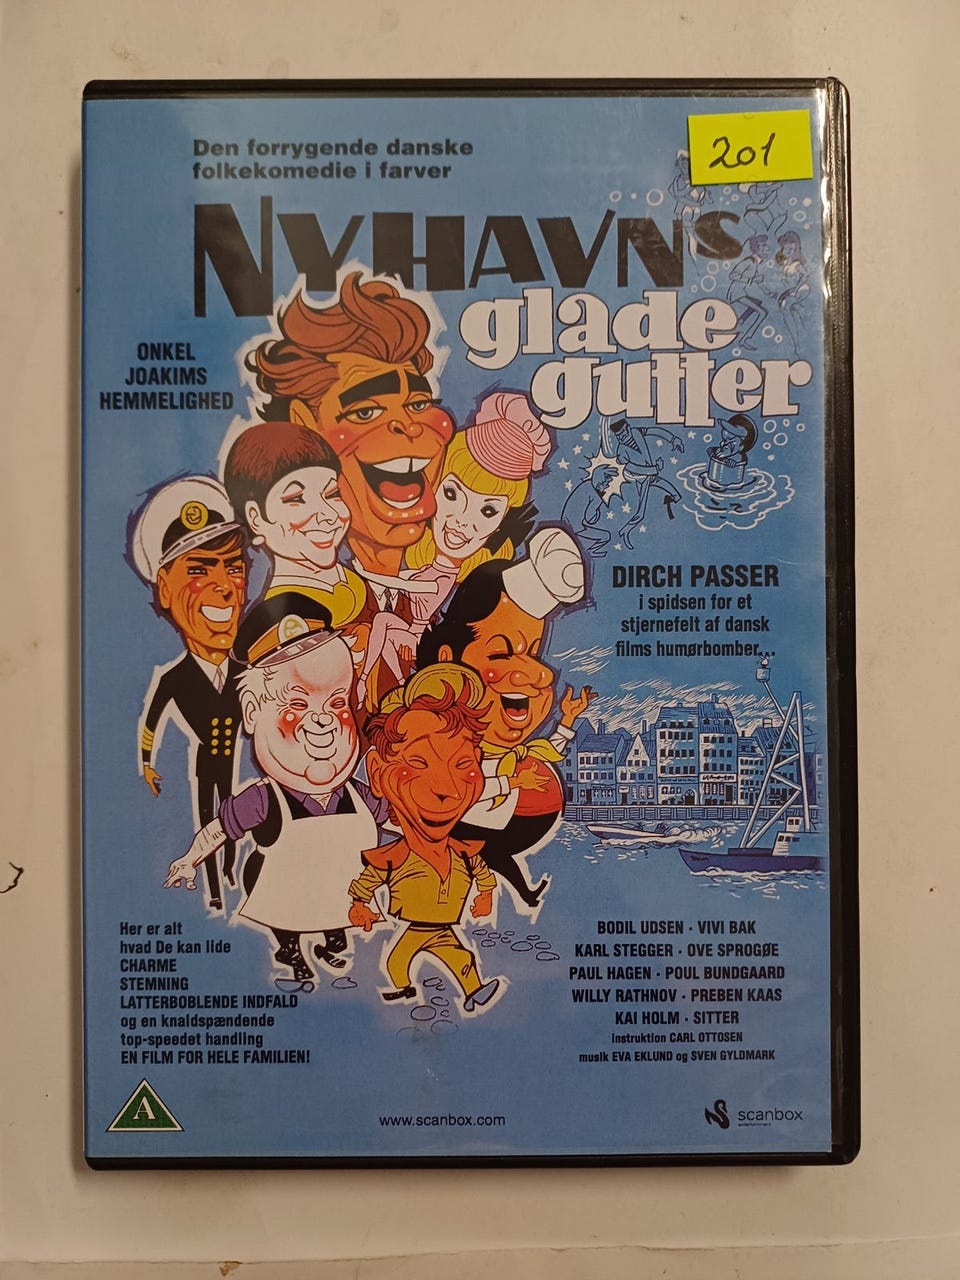 201
Den forrygende danske
folkekomedie i farver
NYHAVNS
glade
gutter
ONKEL
JOAKIMS
HEMMELIGHED
DIRCH PASSER
i spidsen for et
stjernefelt af dansk
films humørbomber...
Her er alt
hvad De kan lide
CHARME
STEMNING
LATTERBOBLENDE INDFALD
og en knaldspændende
top-speedet handling
EN FILM FOR HELE FAMILIEN!
BODIL UDSEN · VIVI BAK
KARL STEGGER · OVE SPROGØE
PAUL HAGEN · POUL BUNDGAARD
WILLY RATHNOV · PREBEN KAAS
KAI HOLM · SITTER
instruktion CARL OTTOSEN
musik EVA EKLUND og SVEN GYLDMARK
A
www.scanbox.com
scanbox
entertainment